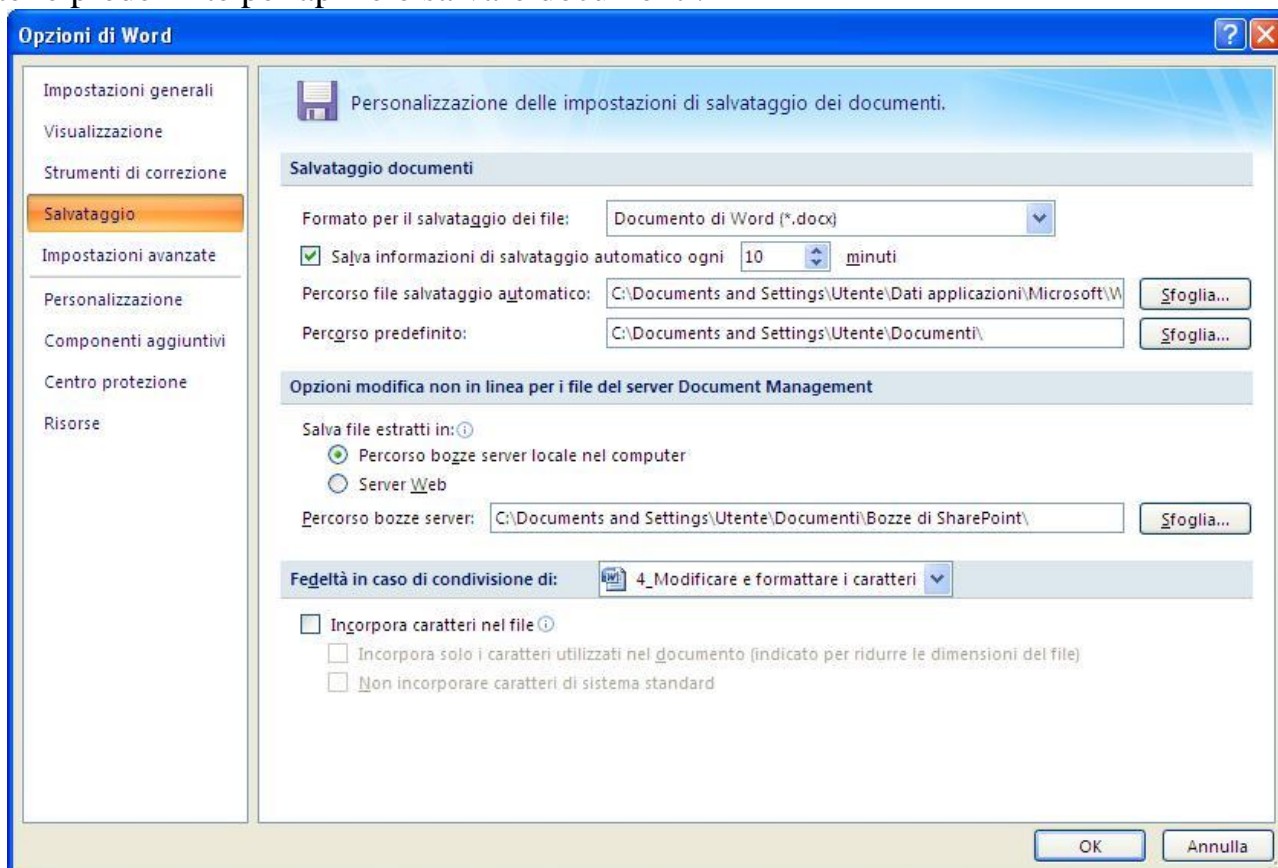 Opzioni di Word
Impostazioni generali
Visualizzazione
Strumenti di correzione
Salvataggio
Impostazioni avanzate
Personalizzazione
Componenti aggiuntivi
Centro protezione
Risorse
Personalizzazione delle impostazioni di salvataggio dei documenti.
Salvataggio documenti
Formato per il salvataggio dei file: Documento di Word (*.docx)
Salva informazioni di salvataggio automatico ogni 10 minuti
Percorso file salvataggio automatico: C:\Documents and Settings\Utente\Dati applicazioni\Microsoft\W Sfoglia...
Percorso predefinito: C:\Documents and Settings\Utente\Documenti\ Sfoglia...
Opzioni modifica non in linea per i file del server Document Management
Salva file estratti in:
Percorso bozze server locale nel computer
Server Web
Percorso bozze server: C:\Documents and Settings\Utente\Documenti\Bozze di SharePoint\ Sfoglia...
Fedeltà in caso di condivisione di: 4_Modificare e formattare i caratteri
Incorpora caratteri nel file
Incorpora solo i caratteri utilizzati nel documento (indicato per ridurre le dimensioni del file)
Non incorporare caratteri di sistema standard
OK Annulla